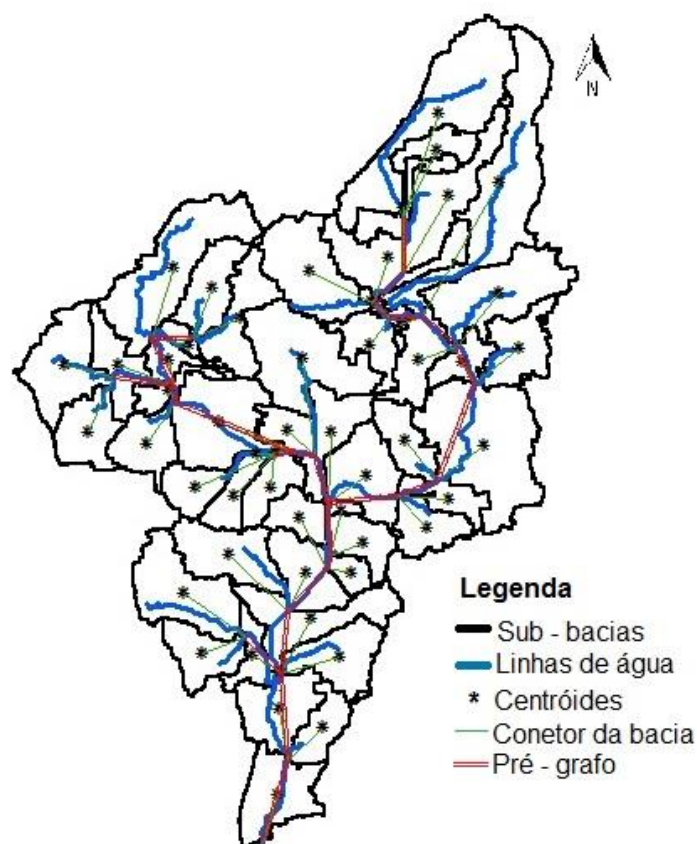 N
Legenda
Sub - bacias
Linhas de água
* Centróides
Conetor da bacia
Pré - grafo